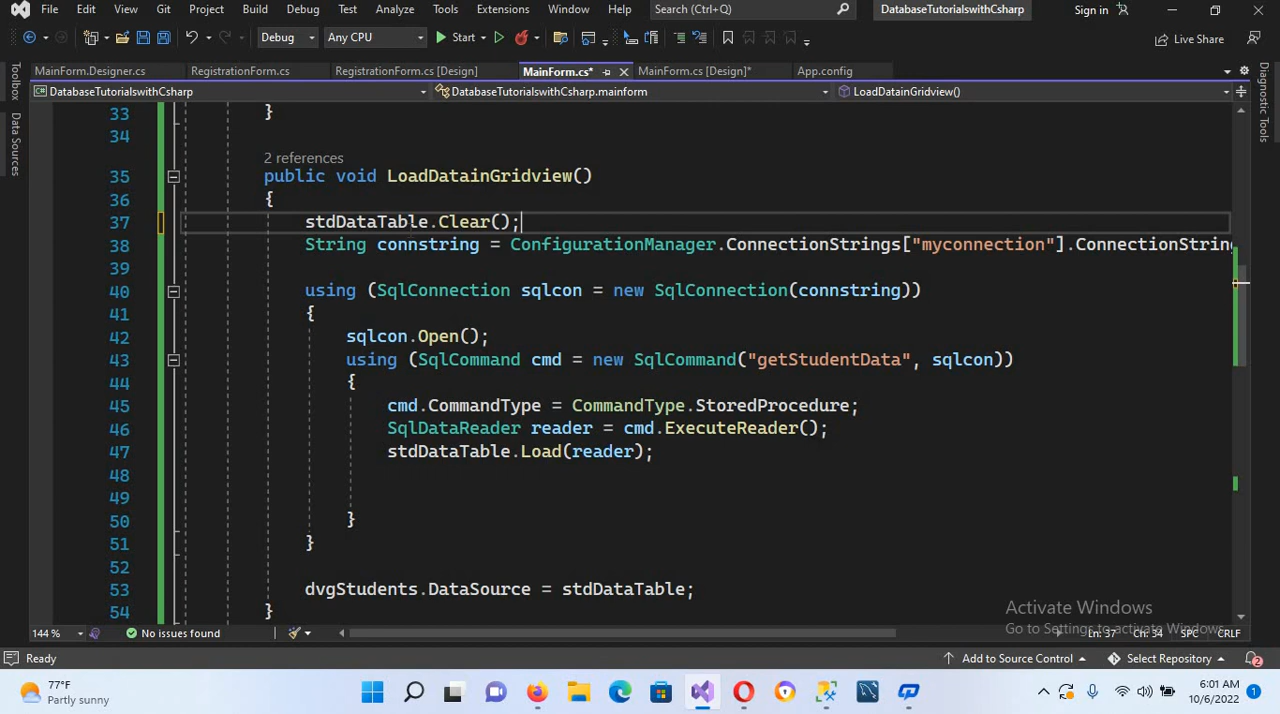 File Edit View Git Project Build Debug Test Analyze Tools Extensions Window Help Search (Ctrl+Q) DatabaseTutorialswithCsharp Sign in
Debug Any CPU Start Live Share
MainForm.Designer.cs RegistrationForm.cs RegistrationForm.cs [Design] MainForm.cs* MainForm.cs [Design]* App.config
DatabaseTutorialswithCsharp DatabaseTutorialswithCsharp.mainform LoadDatainGridview()
Toolbox
Data Sources
Diagnostic Tools
33 }
34
2 references
35 public void LoadDatainGridview()
36 {
37 stdDataTable.Clear();
38 String connstring = ConfigurationManager.ConnectionStrings["myconnection"].ConnectionString
39
40 using (SqlConnection sqlcon = new SqlConnection(connstring))
41 {
42 sqlcon.Open();
43 using (SqlCommand cmd = new SqlCommand("getStudentData", sqlcon))
44 {
45 cmd.CommandType = CommandType.StoredProcedure;
46 SqlDataReader reader = cmd.ExecuteReader();
47 stdDataTable.Load(reader);
48
49
50 }
51 }
52
53 dvgStudents.DataSource = stdDataTable;
54 }
Activate Windows
Go to Settings to activate Windows.
144 % No issues found Ln: 37 Ch: 34 SPC CRLF
Ready Add to Source Control Select Repository 2
77°F
Partly sunny
6:01 AM
10/6/2022 1